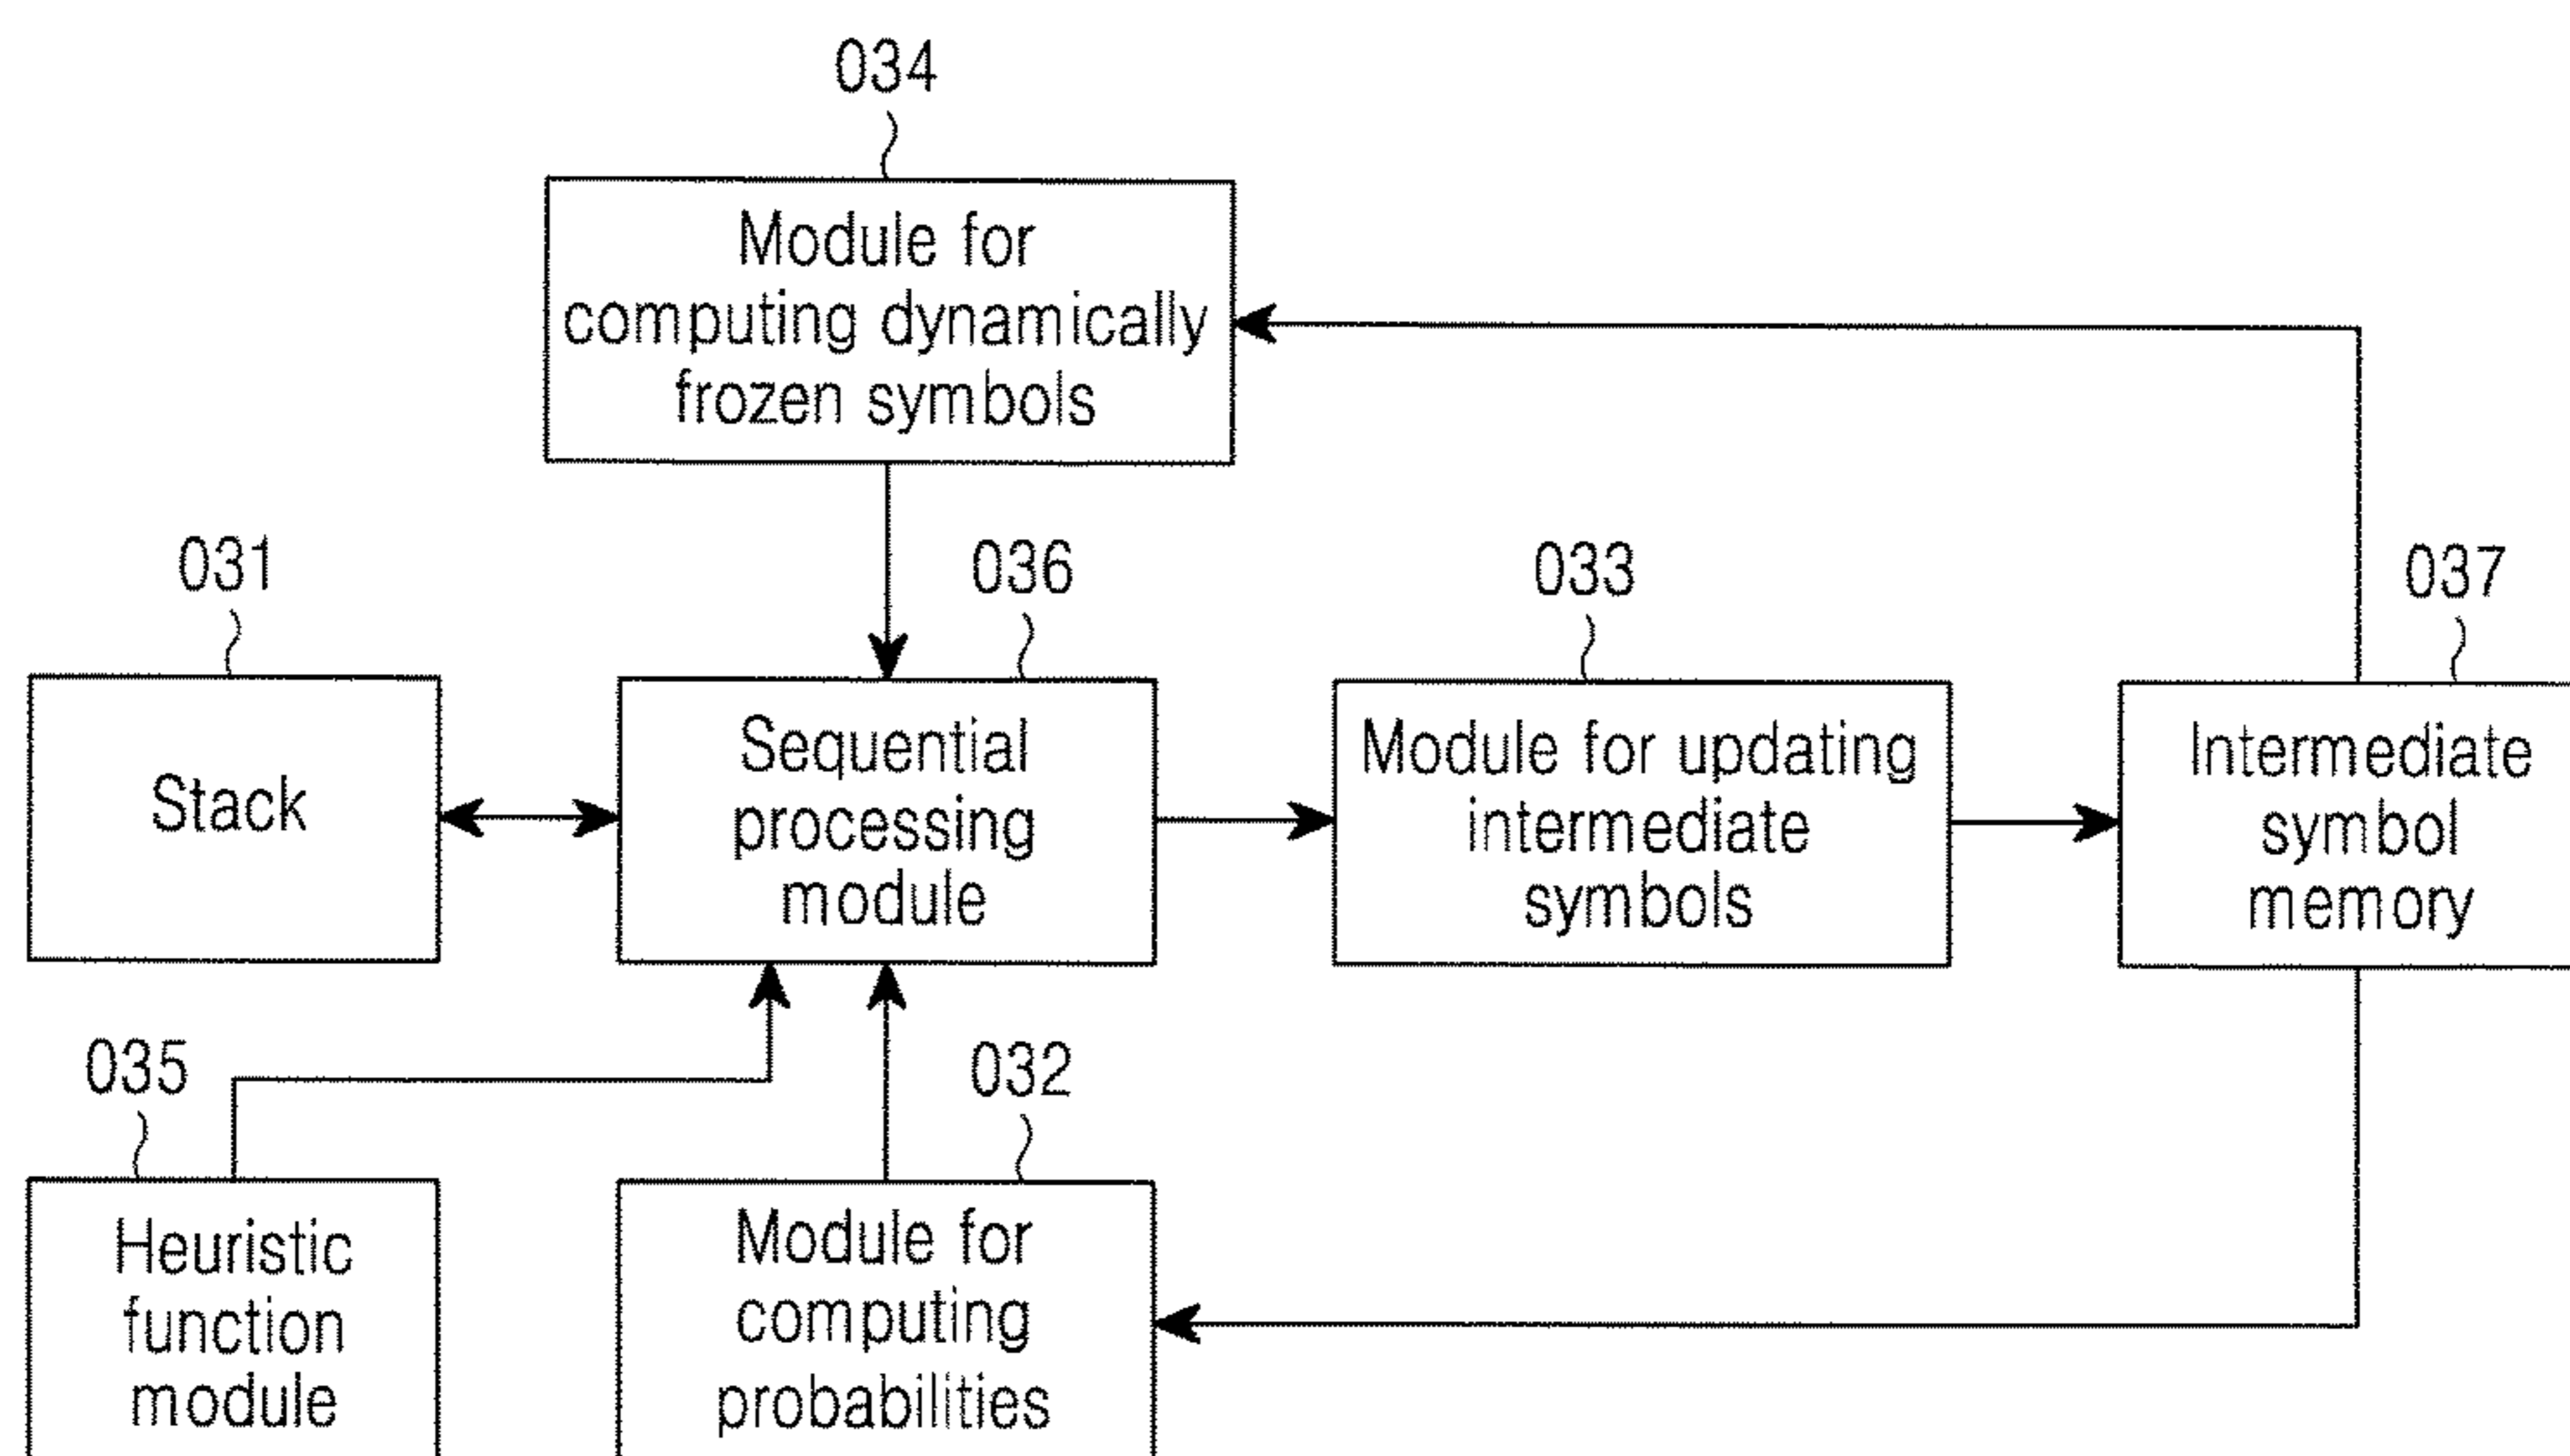 034
Module for
computing dynamically
frozen symbols
031
036
033
037
Stack
Sequential
processing
module
Module for updating
intermediate
symbols
Intermediate
symbol
memory
035
032
Heuristic
function
module
Module for
computing
probabilities